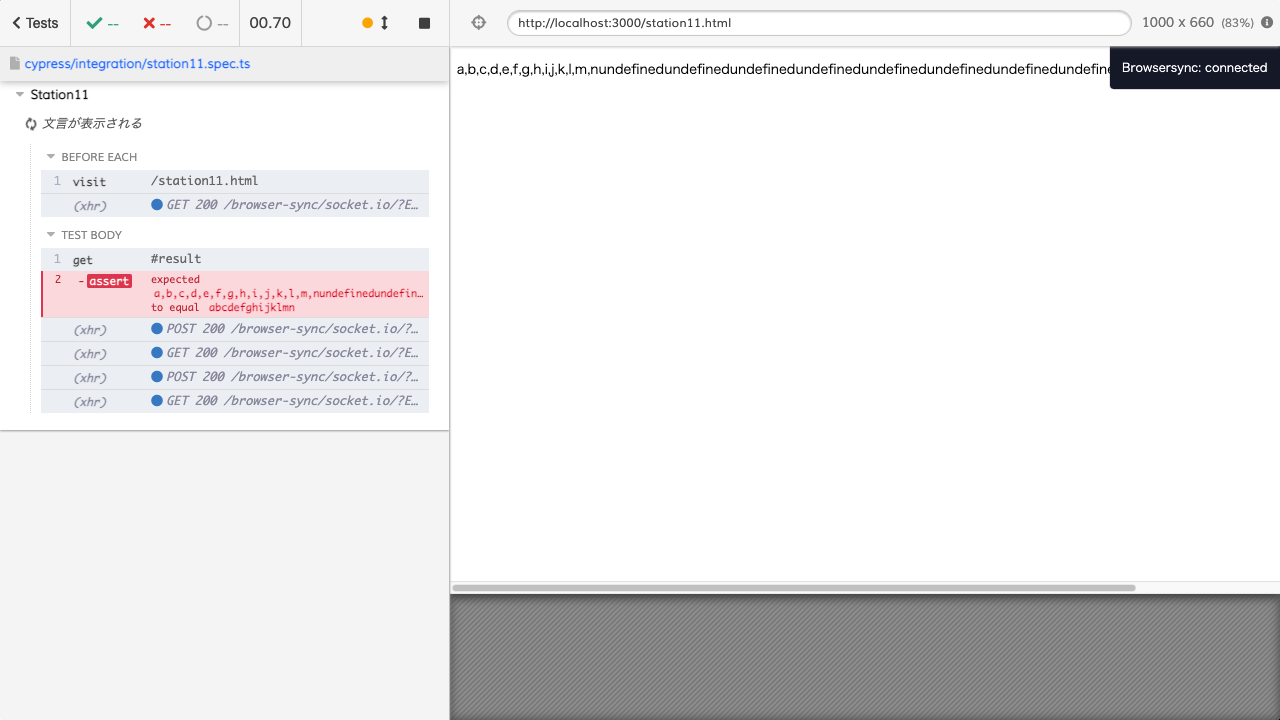 Tests
--
--
--
00.70
cypress/integration/station11.spec.ts
Station11
文言が表示される
BEFORE EACH
1 visit /station11.html
(xhr) GET 200 /browser-sync/socket.io/?E…
TEST BODY
1 get #result
2 -assert expected
a,b,c,d,e,f,g,h,i,j,k,l,m,nundefinedundefin…
to equal abcdefghijklmn
(xhr) POST 200 /browser-sync/socket.io/?…
(xhr) GET 200 /browser-sync/socket.io/?E…
(xhr) POST 200 /browser-sync/socket.io/?…
(xhr) GET 200 /browser-sync/socket.io/?E…
http://localhost:3000/station11.html
1000 x 660 (83%)
a,b,c,d,e,f,g,h,i,j,k,l,m,nundefinedundefinedundefinedundefinedundefinedundefinedundefinedundefine
Browsersync: connected